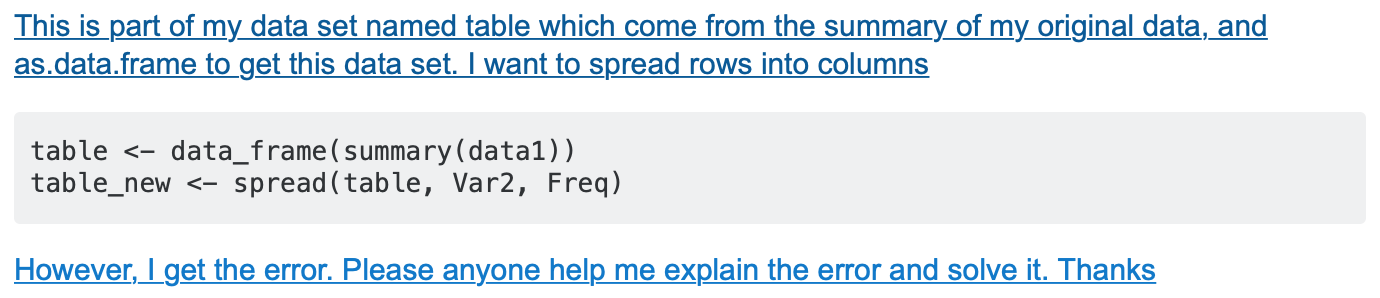 This is part of my data set named table which come from the summary of my original data, and
as.data.frame to get this data set. I want to spread rows into columns
table <- data_frame(summary(data1))
table_new <- spread(table, Var2, Freq)
However, I get the error. Please anyone help me explain the error and solve it. Thanks